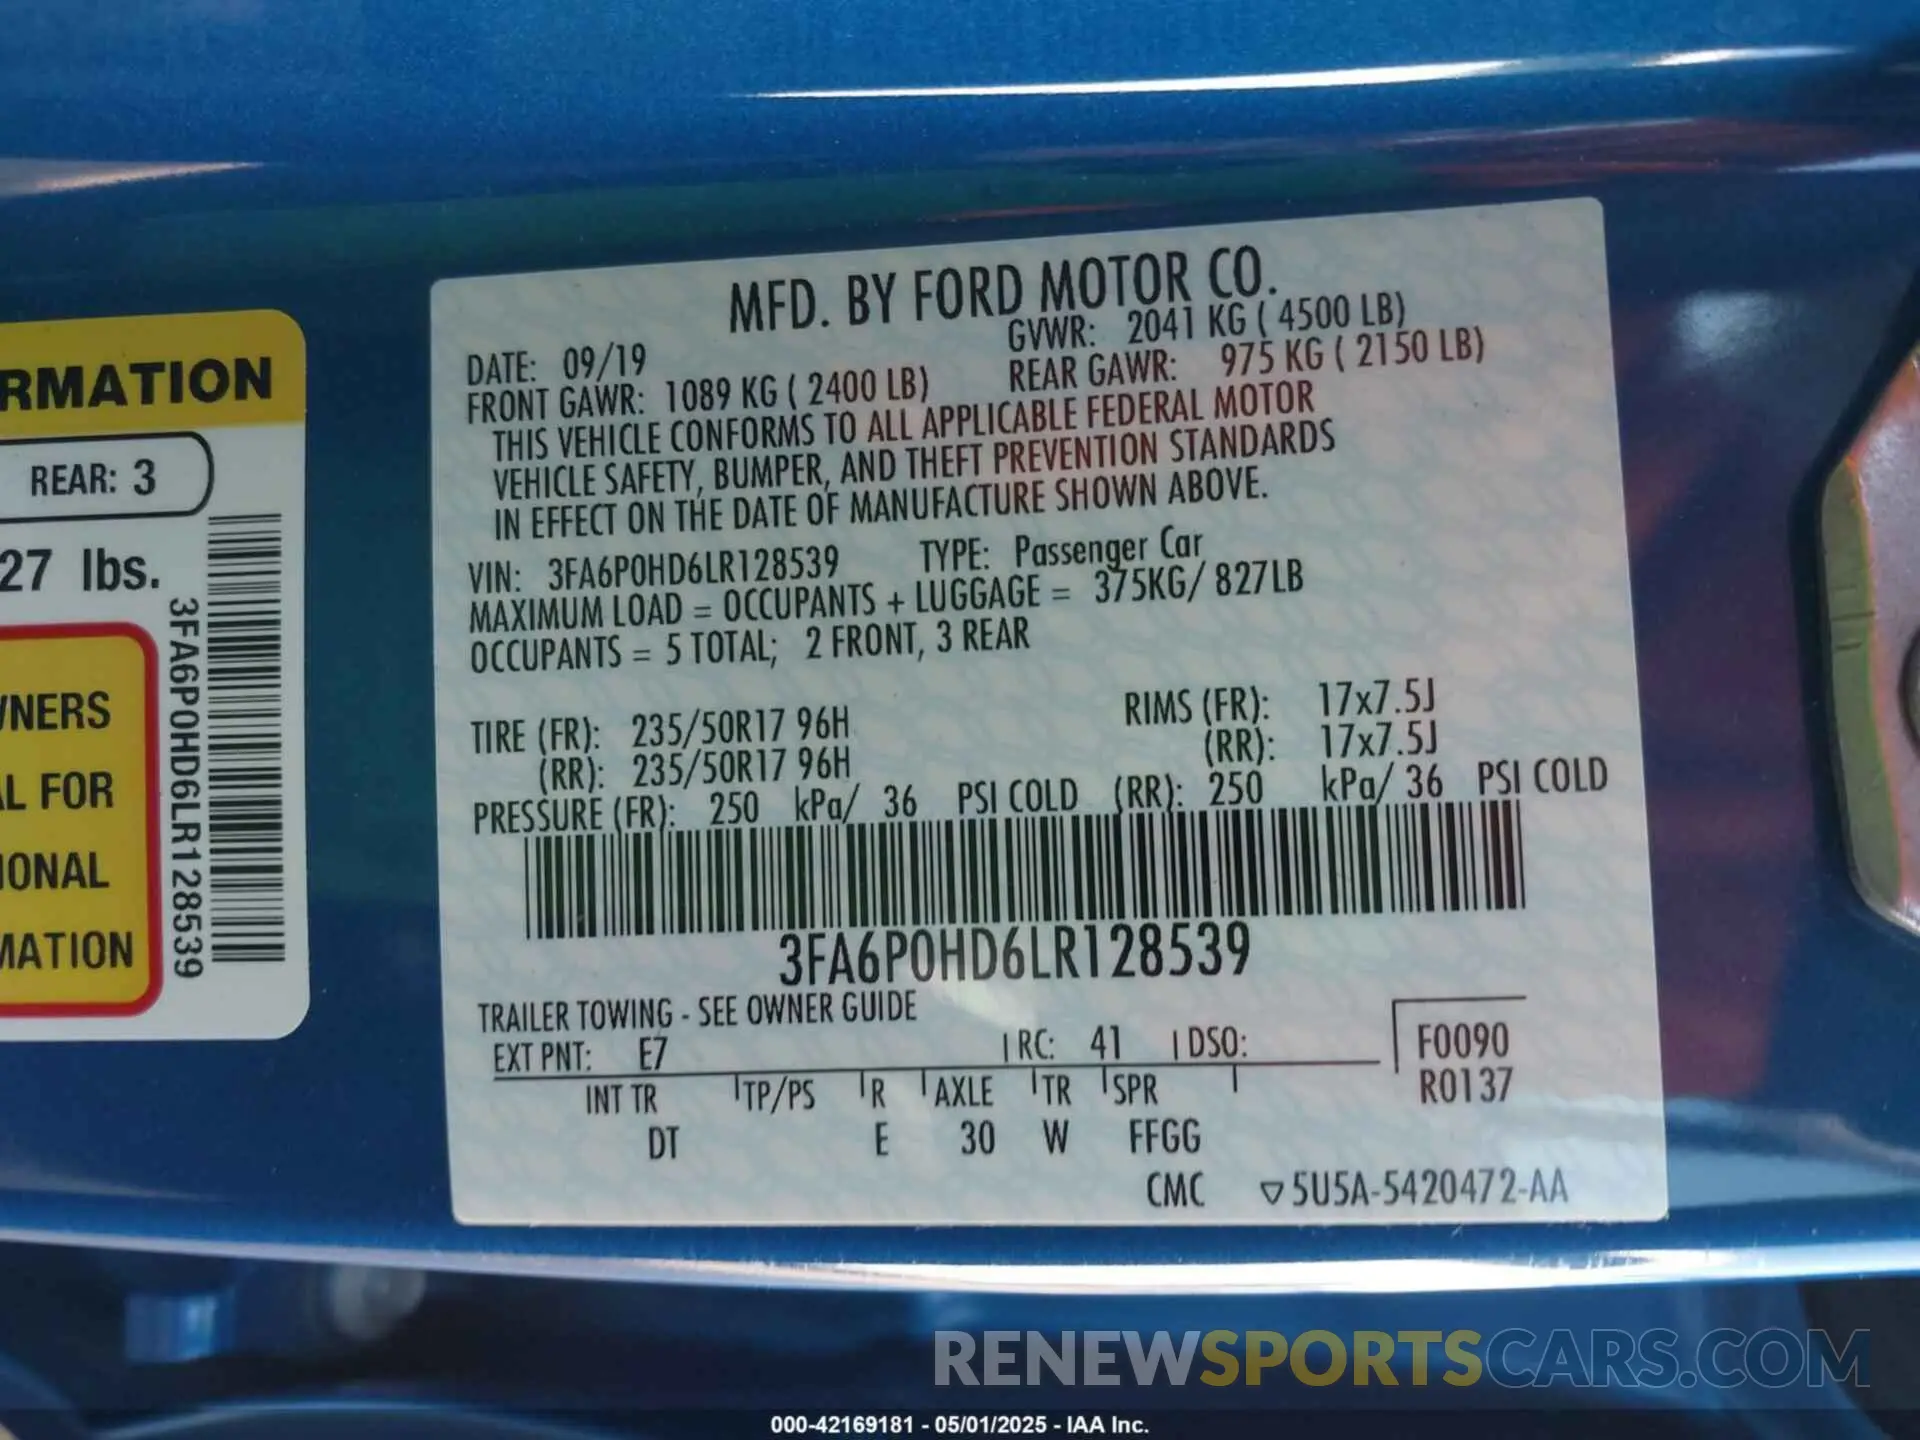 RMATION
REAR: 3
27 lbs.
3FA6P0HD6LR128539
WNERS
AL FOR
IONAL
MATION
MFD. BY FORD MOTOR CO.
DATE: 09/19 GVWR: 2041 KG ( 4500 LB)
FRONT GAWR: 1089 KG ( 2400 LB) REAR GAWR: 975 KG ( 2150 LB)
THIS VEHICLE CONFORMS TO ALL APPLICABLE FEDERAL MOTOR
VEHICLE SAFETY, BUMPER, AND THEFT PREVENTION STANDARDS
IN EFFECT ON THE DATE OF MANUFACTURE SHOWN ABOVE.
VIN: 3FA6P0HD6LR128539 TYPE: Passenger Car
MAXIMUM LOAD = OCCUPANTS + LUGGAGE = 375KG/ 827LB
OCCUPANTS = 5 TOTAL; 2 FRONT, 3 REAR
TIRE (FR): 235/50R17 96H RIMS (FR): 17x7.5J
(RR): 235/50R17 96H (RR): 17x7.5J
PRESSURE (FR): 250 kPa/ 36 PSI COLD (RR): 250 kPa/ 36 PSI COLD
3FA6P0HD6LR128539
TRAILER TOWING - SEE OWNER GUIDE
EXT PNT: E7 RC: 41 DSO: F0090
INT TR TP/PS R AXLE TR SPR R0137
DT E 30 W FFGG
CMC ▽5U5A-5420472-AA
RENEWSPORTSCARS.COM
000-42169181 - 05/01/2025 - IAA Inc.